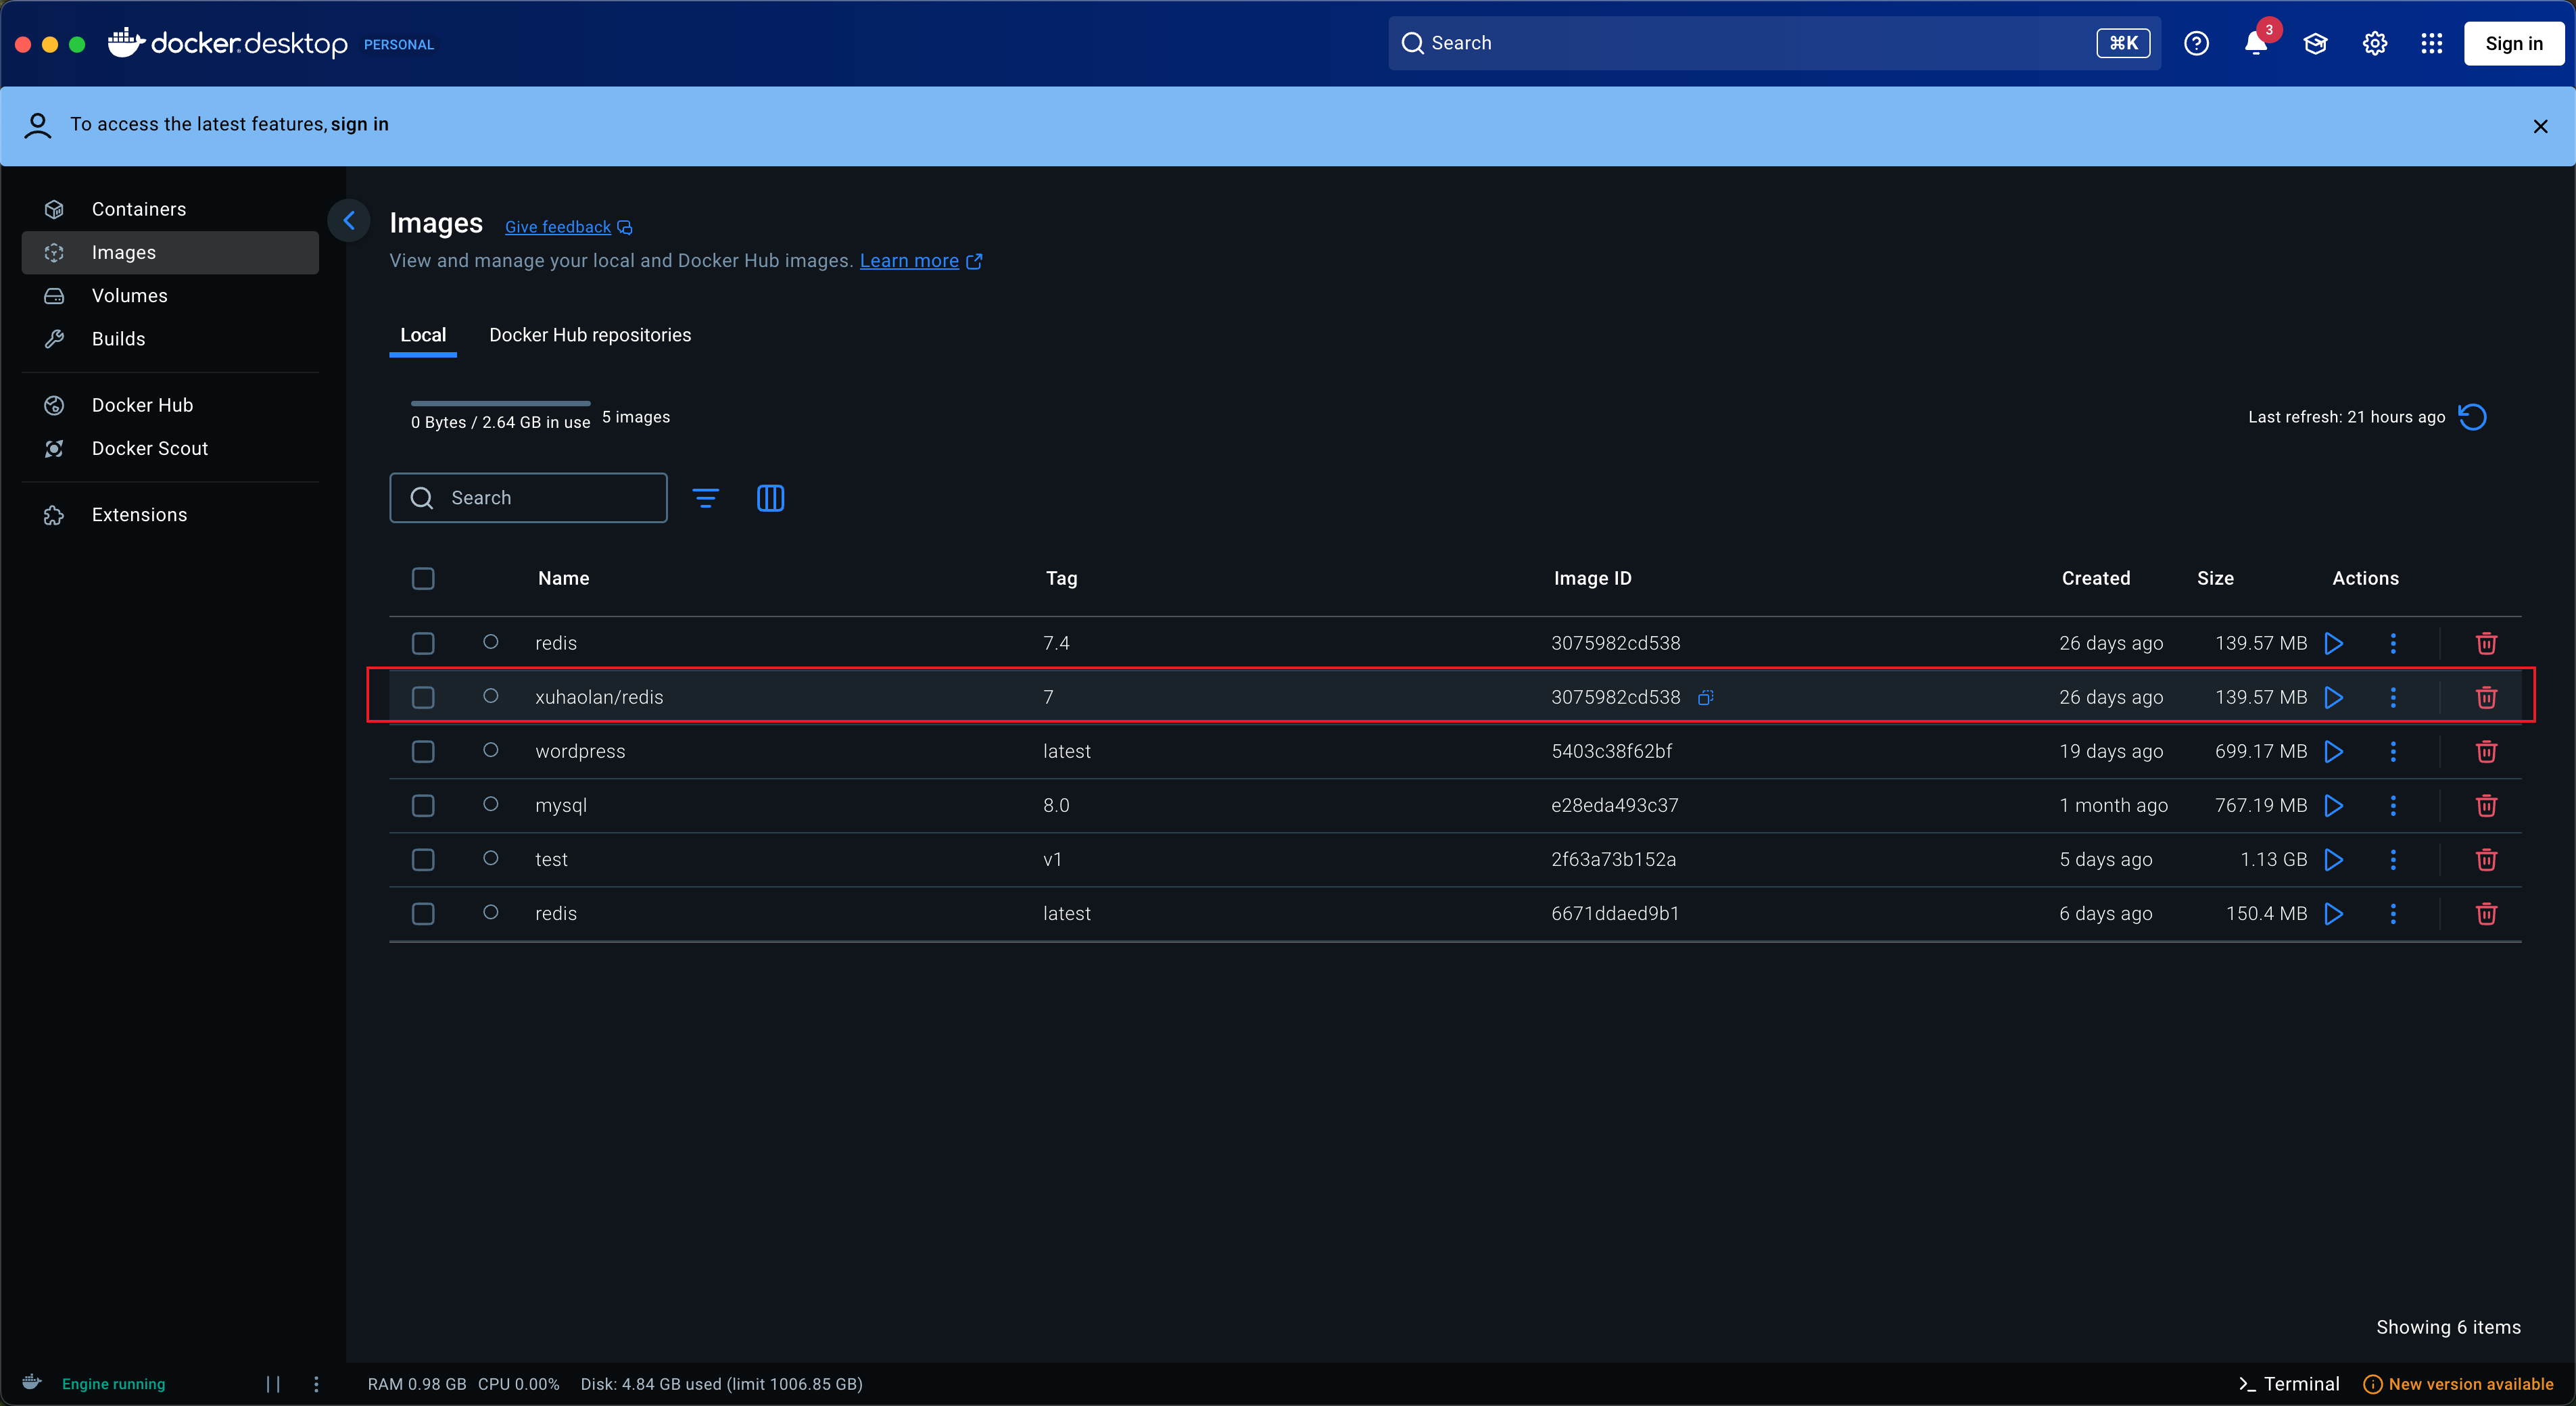 docker.desktop PERSONAL
Search
⌘K
3
Sign in
To access the latest features, sign in
Containers
Images
Volumes
Builds
Docker Hub
Docker Scout
Extensions
Images Give feedback
View and manage your local and Docker Hub images. Learn more
Local Docker Hub repositories
0 Bytes / 2.64 GB in use 5 images
Last refresh: 21 hours ago
Search
Name Tag Image ID Created Size Actions
redis 7.4 3075982cd538 26 days ago 139.57 MB
xuhaolan/redis 7 3075982cd538 26 days ago 139.57 MB
wordpress latest 5403c38f62bf 19 days ago 699.17 MB
mysql 8.0 e28eda493c37 1 month ago 767.19 MB
test v1 2f63a73b152a 5 days ago 1.13 GB
redis latest 6671ddaed9b1 6 days ago 150.4 MB
Showing 6 items
Engine running
RAM 0.98 GB CPU 0.00% Disk: 4.84 GB used (limit 1006.85 GB)
>_ Terminal
New version available